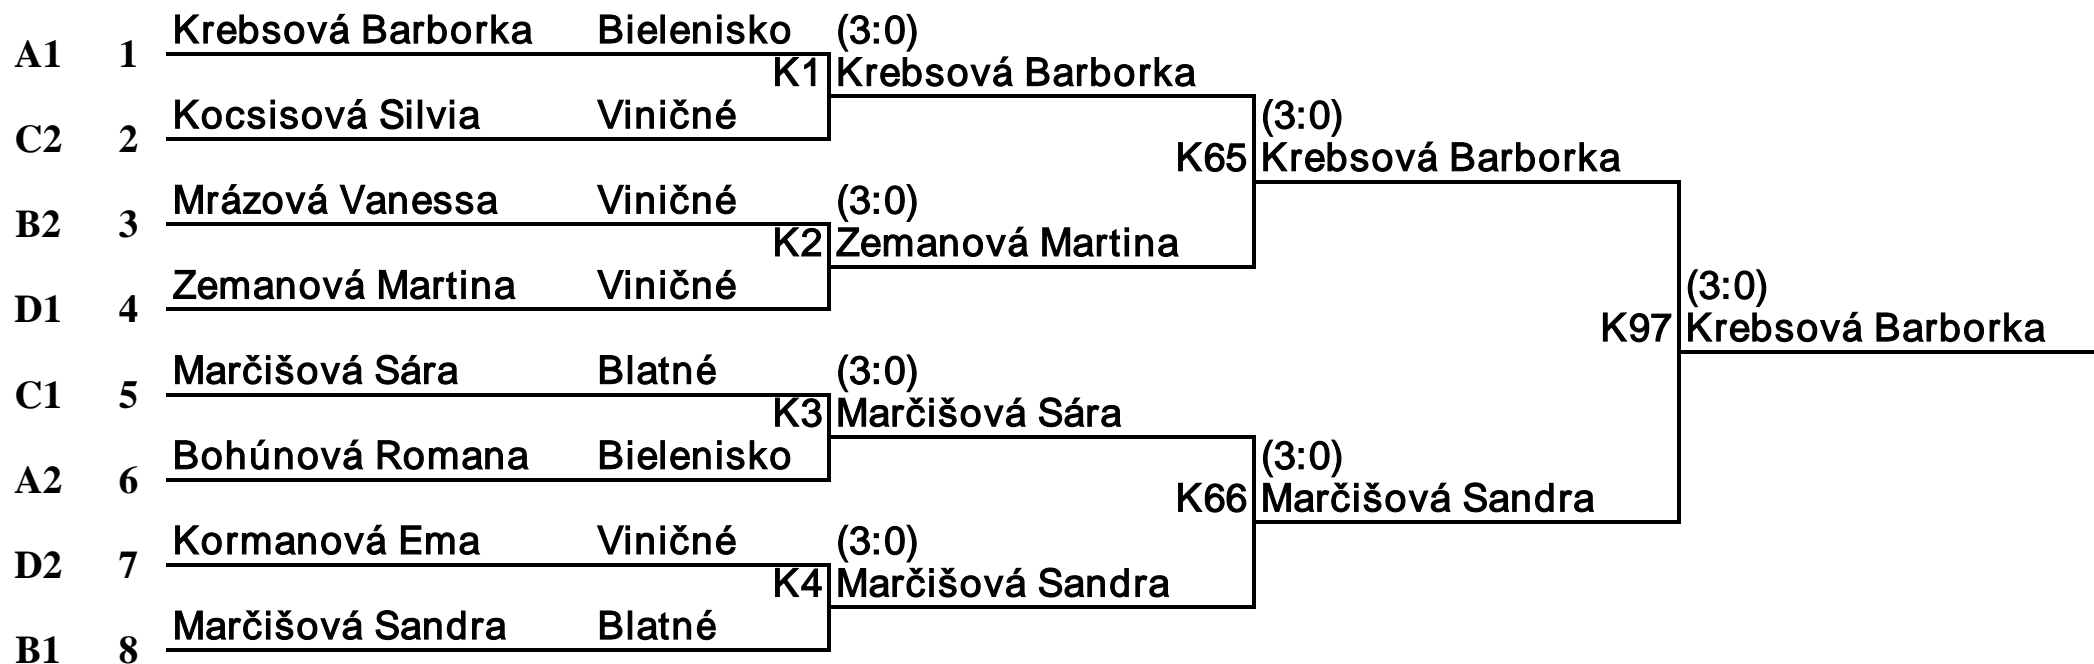 Krebsová Barborka Bielenisko (3:0)
A1 1 K1 Krebsová Barborka
Kocsisová Silvia Viničné (3:0)
C2 2 K65 Krebsová Barborka
Mrázová Vanessa Viničné (3:0)
B2 3 K2 Zemanová Martina
Zemanová Martina Viničné (3:0)
D1 4 K97 Krebsová Barborka
Marčišová Sára Blatné (3:0)
C1 5 K3 Marčišová Sára
Bohúnová Romana Bielenisko (3:0)
A2 6 K66 Marčišová Sandra
Kormanová Ema Viničné (3:0)
D2 7 K4 Marčišová Sandra
Marčišová Sandra Blatné
B1 8